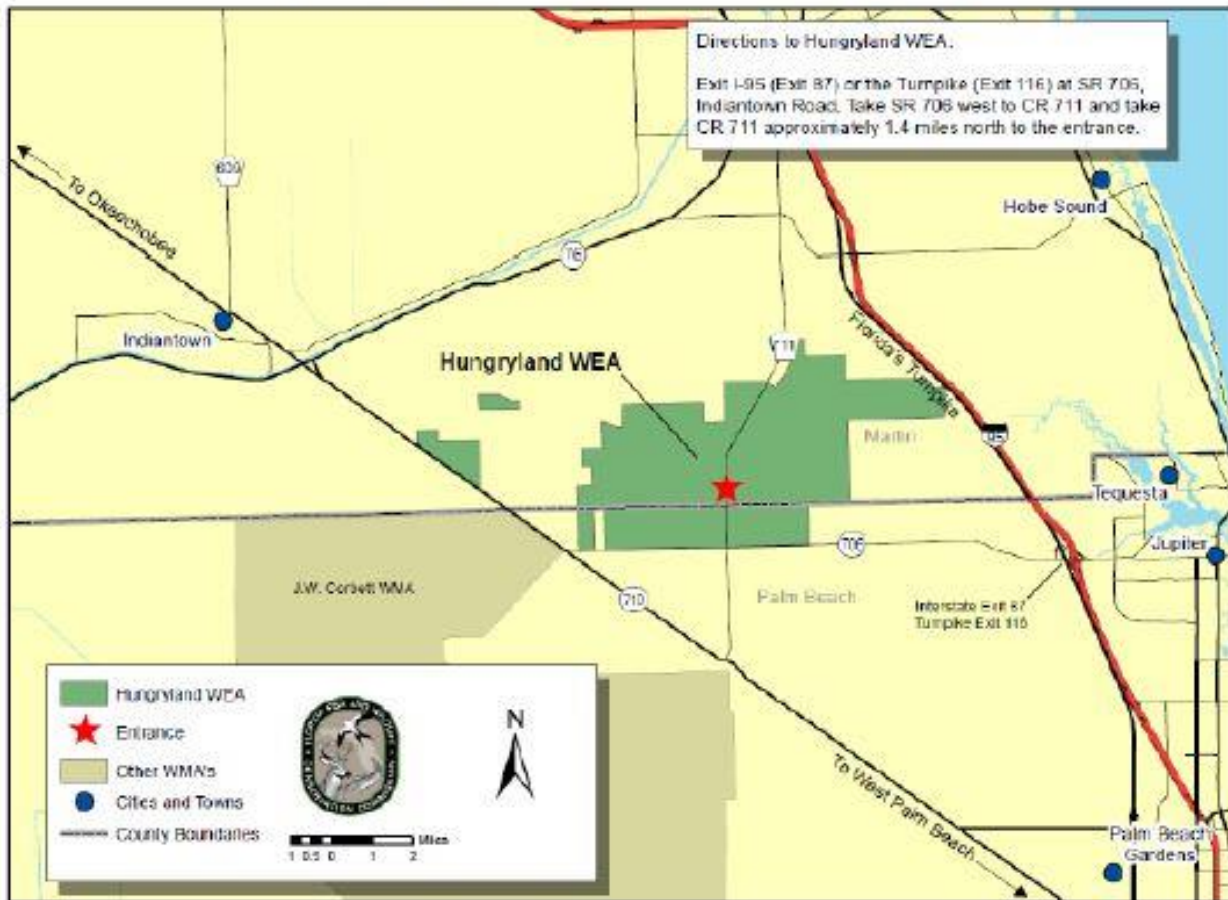 Directions to Hungryland WEA.
Exit I-95 (Exit 87) or the Turnpike (Exit 116) at SR 706,
Indiantown Road. Take SR 706 west to CR 711 and take
CR 711 approximately 1.4 miles north to the entrance.
To Okeechobee
609
Hobe Sound
Indiantown
Hungryland WEA
711
Florida's Turnpike
Martin
95
Tequesta
706
Jupiter
J.W. Corbett WMA
710
Palm Beach
Interstate Exit 87
Turnpike Exit 116
Hungryland WEA
Entrance
Other WMA's
Cities and Towns
County Boundaries
N
1 0.5 0 1 2 Miles
To West Palm Beach
Palm Beach
Gardens